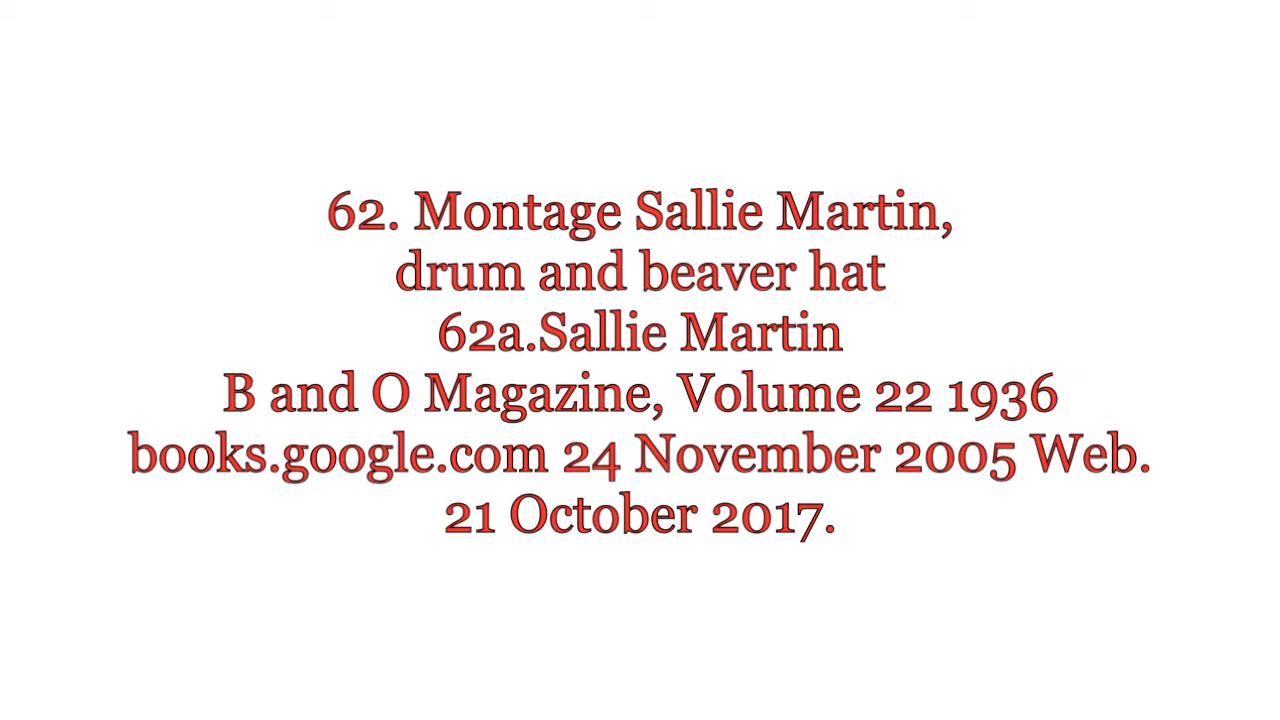 62. Montage Sallie Martin,
drum and beaver hat
62a.Sallie Martin
B and O Magazine, Volume 22 1936
books.google.com 24 November 2005 Web.
21 October 2017.